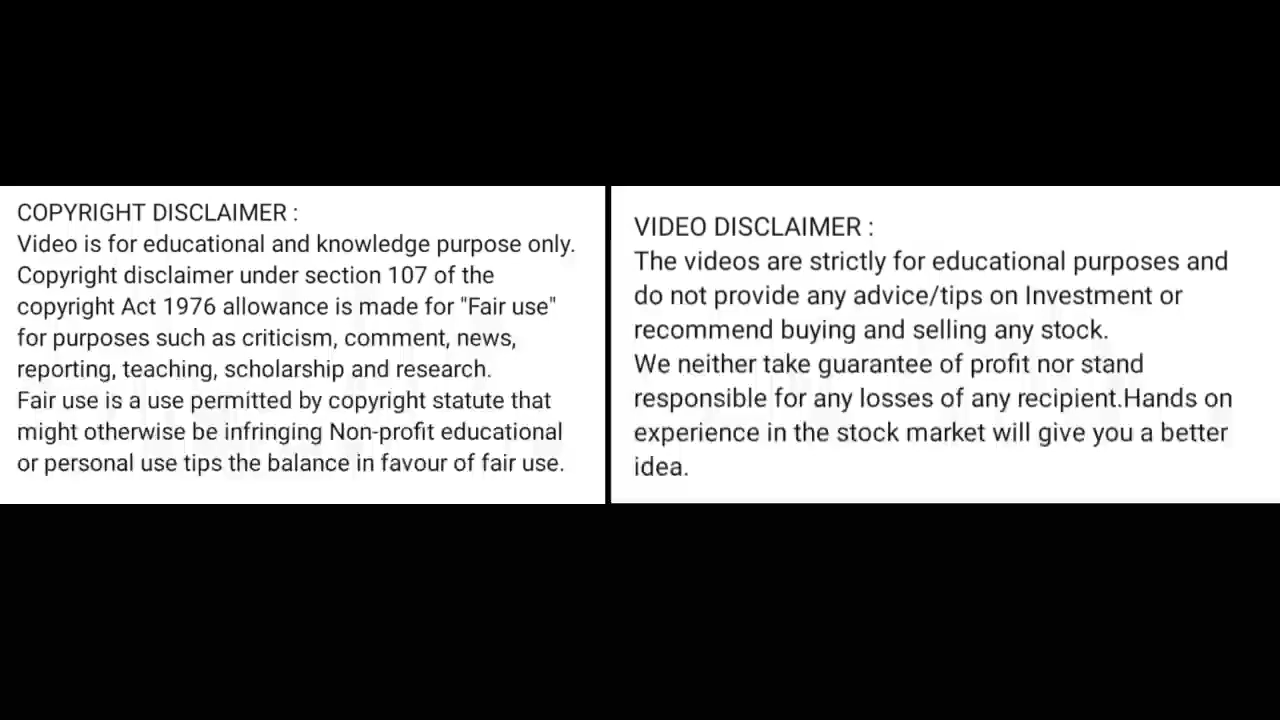 COPYRIGHT DISCLAIMER :
Video is for educational and knowledge purpose only.
Copyright disclaimer under section 107 of the
copyright Act 1976 allowance is made for "Fair use"
for purposes such as criticism, comment, news,
reporting, teaching, scholarship and research.
Fair use is a use permitted by copyright statute that
might otherwise be infringing Non-profit educational
or personal use tips the balance in favour of fair use.
VIDEO DISCLAIMER :
The videos are strictly for educational purposes and
do not provide any advice/tips on Investment or
recommend buying and selling any stock.
We neither take guarantee of profit nor stand
responsible for any losses of any recipient.Hands on
experience in the stock market will give you a better
idea.